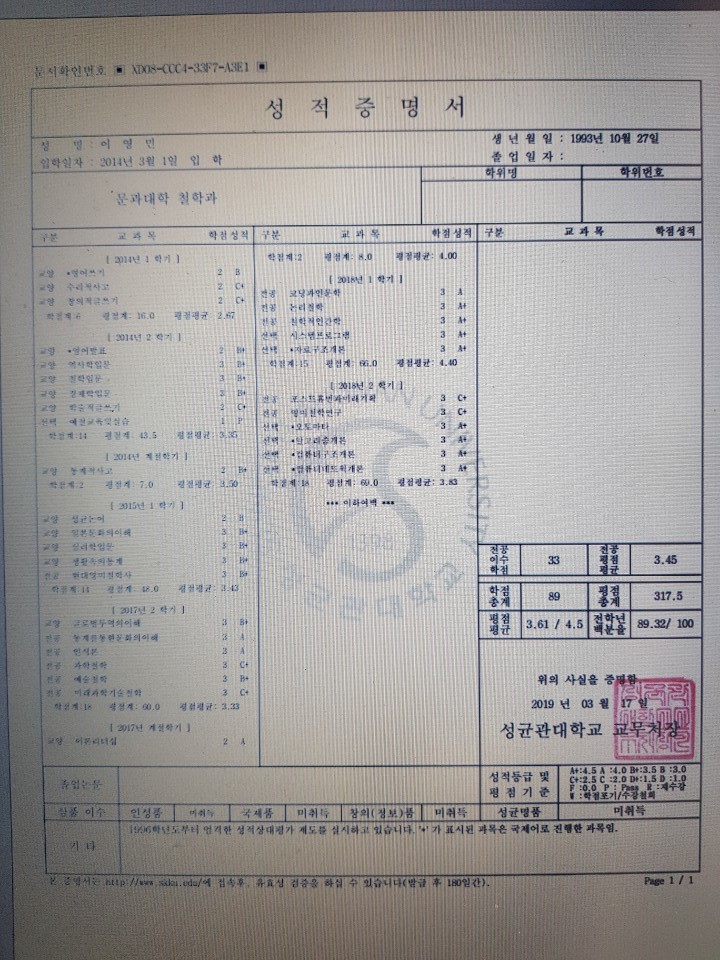 문서확인번호 ▣ XD08-CCC4-33F7-A3E1 ▣
성 적 증 명 서
성 명 : 이 영 민
생 년 월 일 : 1993년 10월 27일
입학일자 : 2014년 3월 1일 입 학
졸 업 일 자 :
학위명 학위번호
문과대학 철학과
구분 교 과 목 학점 성적
[ 2014년 1 학기 ]
교양 *영어쓰기 2 B
교양 수리적사고 2 C+
교양 창의적글쓰기 2 C+
학점계:6 평점계: 16.0 평점평균: 2.67
[ 2014년 2 학기 ]
교양 *영어발표 2 B+
교양 역사학입문 3 B+
교양 철학입문 3 B+
교양 경제학입문 3 B+
교양 학술적글쓰기 2 C+
선택 예절교육및실습 1 P
학점계:14 평점계: 43.5 평점평균: 3.35
[ 2014년 계절학기 ]
교양 통계적사고 2 B+
학점계:2 평점계: 7.0 평점평균: 3.50
[ 2015년 1 학기 ]
교양 성균논어 2 B
교양 일본문화의이해 3 B+
교양 심리학입문 3 B+
교양 생활속의통계 3 B+
전공 현대영미철학사 3 B+
학점계:14 평점계: 48.0 평점평균: 3.43
[ 2017년 2 학기 ]
교양 글로벌무역의이해 3 B+
전공 동계를통한문화의이해 3 A
전공 인식론 3 A
전공 과학철학 3 C+
전공 예술철학 3 B+
전공 미래과학기술철학 3 C+
학점계:18 평점계: 60.0 평점평균: 3.33
[ 2017년 계절학기 ]
교양 이문리더십 2 A
구분 교 과 목 학점 성적
학점계:2 평점계: 8.0 평점평균: 4.00
[ 2018년 1 학기 ]
전공 코딩과인문학 3 A
전공 논리철학 3 A+
전공 철학적인간학 3 A+
선택 시스템프로그램 3 A+
선택 *자료구조개론 3 A+
학점계:15 평점계: 66.0 평점평균: 4.40
[ 2018년 2 학기 ]
전공 포스트휴먼과미래기획 3 C+
전공 영미철학연구 3 C+
선택 *오토마타 3 A+
선택 *알고리즘개론 3 A+
선택 *컴퓨터구조개론 3 A+
선택 *컴퓨터네트워크개론 3 A+
학점계:18 평점계: 69.0 평점평균: 3.83
*** 이하여백 ***
구분 교 과 목 학점 성적
전공 이수 학점 33 전공 평점 평균 3.45
학점 총계 89 평점 총계 317.5
평점 평균 3.61 / 4.5 전학년 백분율 89.32/ 100
위의 사실을 증명함.
2019 년 03 월 17 일
성균관대학교 교무처장
1398
졸업논문
성적등급 및 평 점 기 준
A+:4.5 A :4.0 B+:3.5 B :3.0
C+:2.5 C :2.0 D+:1.5 D :1.0
F :0.0 P : Pass R :재수강
W :학점포기/수강철회
삼품 이수 인성품 미취득 국제품 미취득 창의(정보)품 미취득 성균명품 미취득
기 타
1996학년도부터 엄격한 성적상대평가 제도를 실시하고 있습니다. '*' 가 표시된 과목은 국제어로 진행한 과목임.
본 증명서는 http://www.skku.edu/에 접속후, 유효성 검증을 하실 수 있습니다(발급 후 180일간).
Page 1 / 1